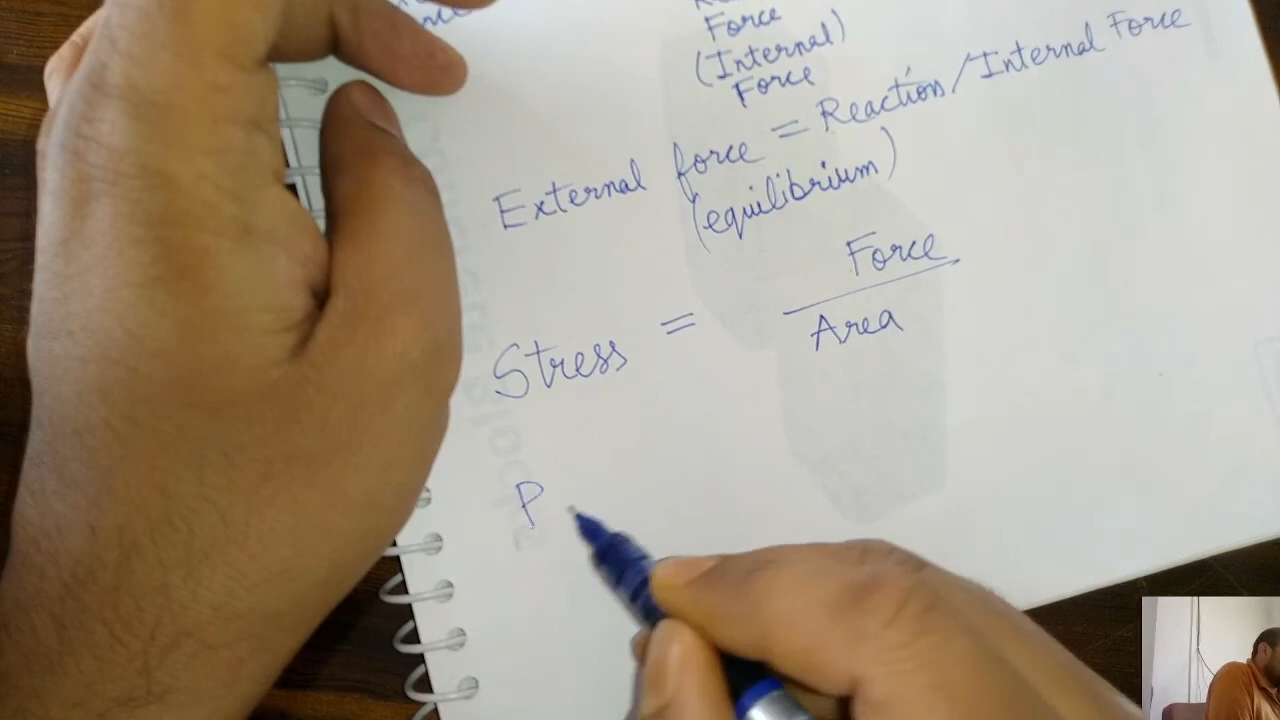 Force
(Internal)
Force
External force = Reaction/Internal Force
(equilibrium)
Stress = Force
Area
P